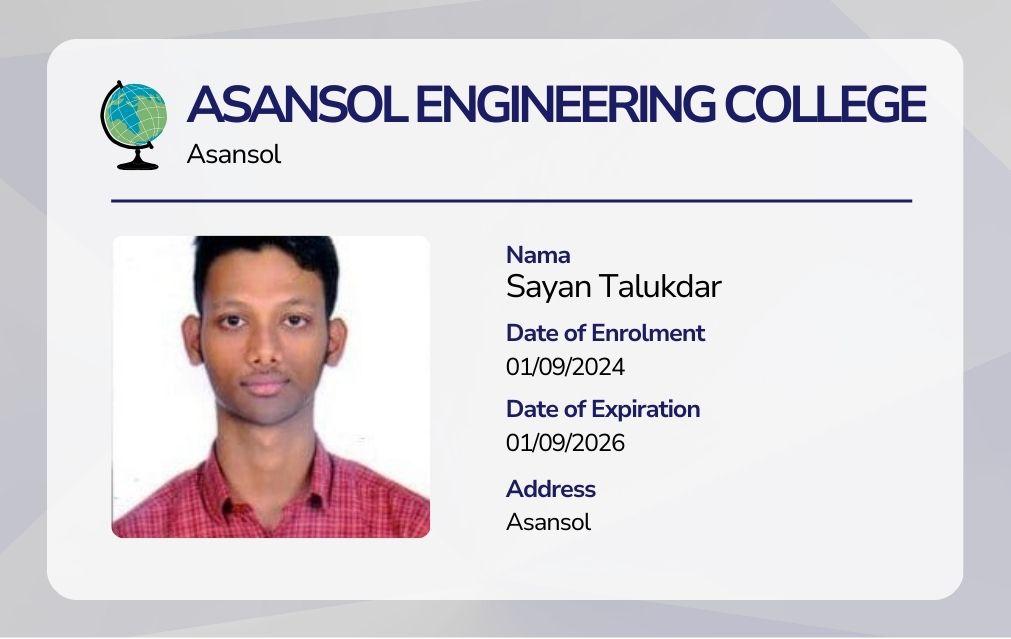 ASANSOL ENGINEERING COLLEGE
Asansol
Nama
Sayan Talukdar
Date of Enrolment
01/09/2024
Date of Expiration
01/09/2026
Address
Asansol